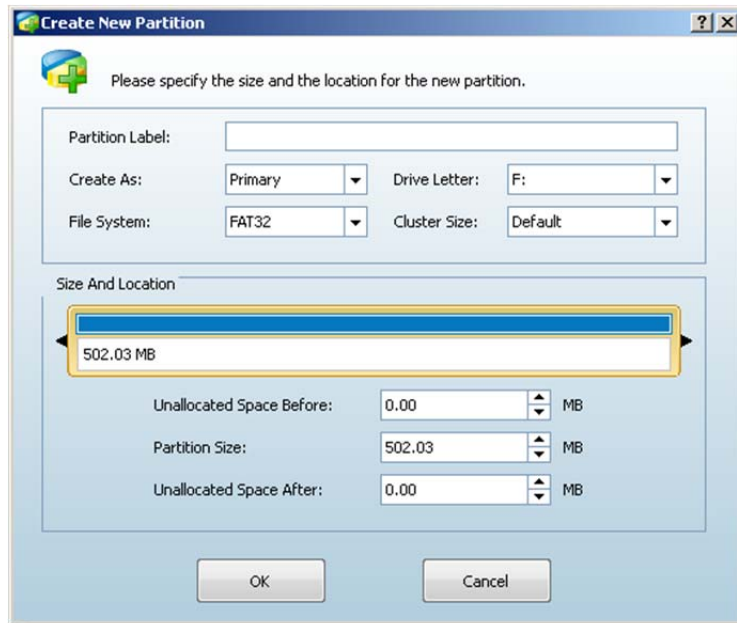 Create New Partition
Please specify the size and the location for the new partition.
Partition Label:
Create As: Primary Drive Letter: F:
File System: FAT32 Cluster Size: Default
Size And Location
502.03 MB
Unallocated Space Before: 0.00 MB
Partition Size: 502.03 MB
Unallocated Space After: 0.00 MB
OK Cancel